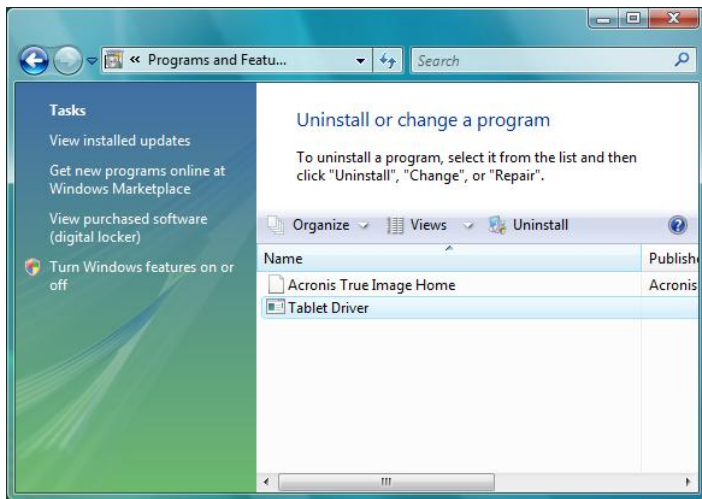 « Programs and Featu...
Search
Tasks
View installed updates
Get new programs online at
Windows Marketplace
View purchased software
(digital locker)
Turn Windows features on or
off
Uninstall or change a program
To uninstall a program, select it from the list and then
click "Uninstall", "Change", or "Repair".
Organize Views Uninstall
Name Publishe
Acronis True Image Home Acronis
Tablet Driver